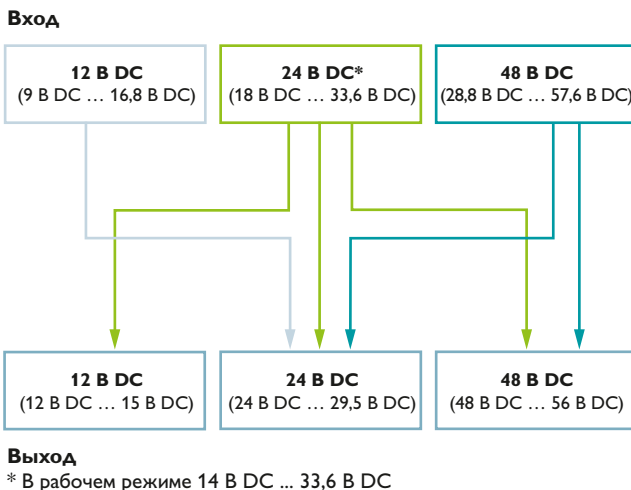 Вход
12 В DC
(9 В DC … 16,8 В DC)
24 В DC*
(18 В DC … 33,6 В DC)
48 В DC
(28,8 В DC … 57,6 В DC)
12 В DC
(12 В DC … 15 В DC)
24 В DC
(24 В DC … 29,5 В DC)
48 В DC
(48 В DC … 56 В DC)
Выход
* В рабочем режиме 14 В DC ... 33,6 В DC